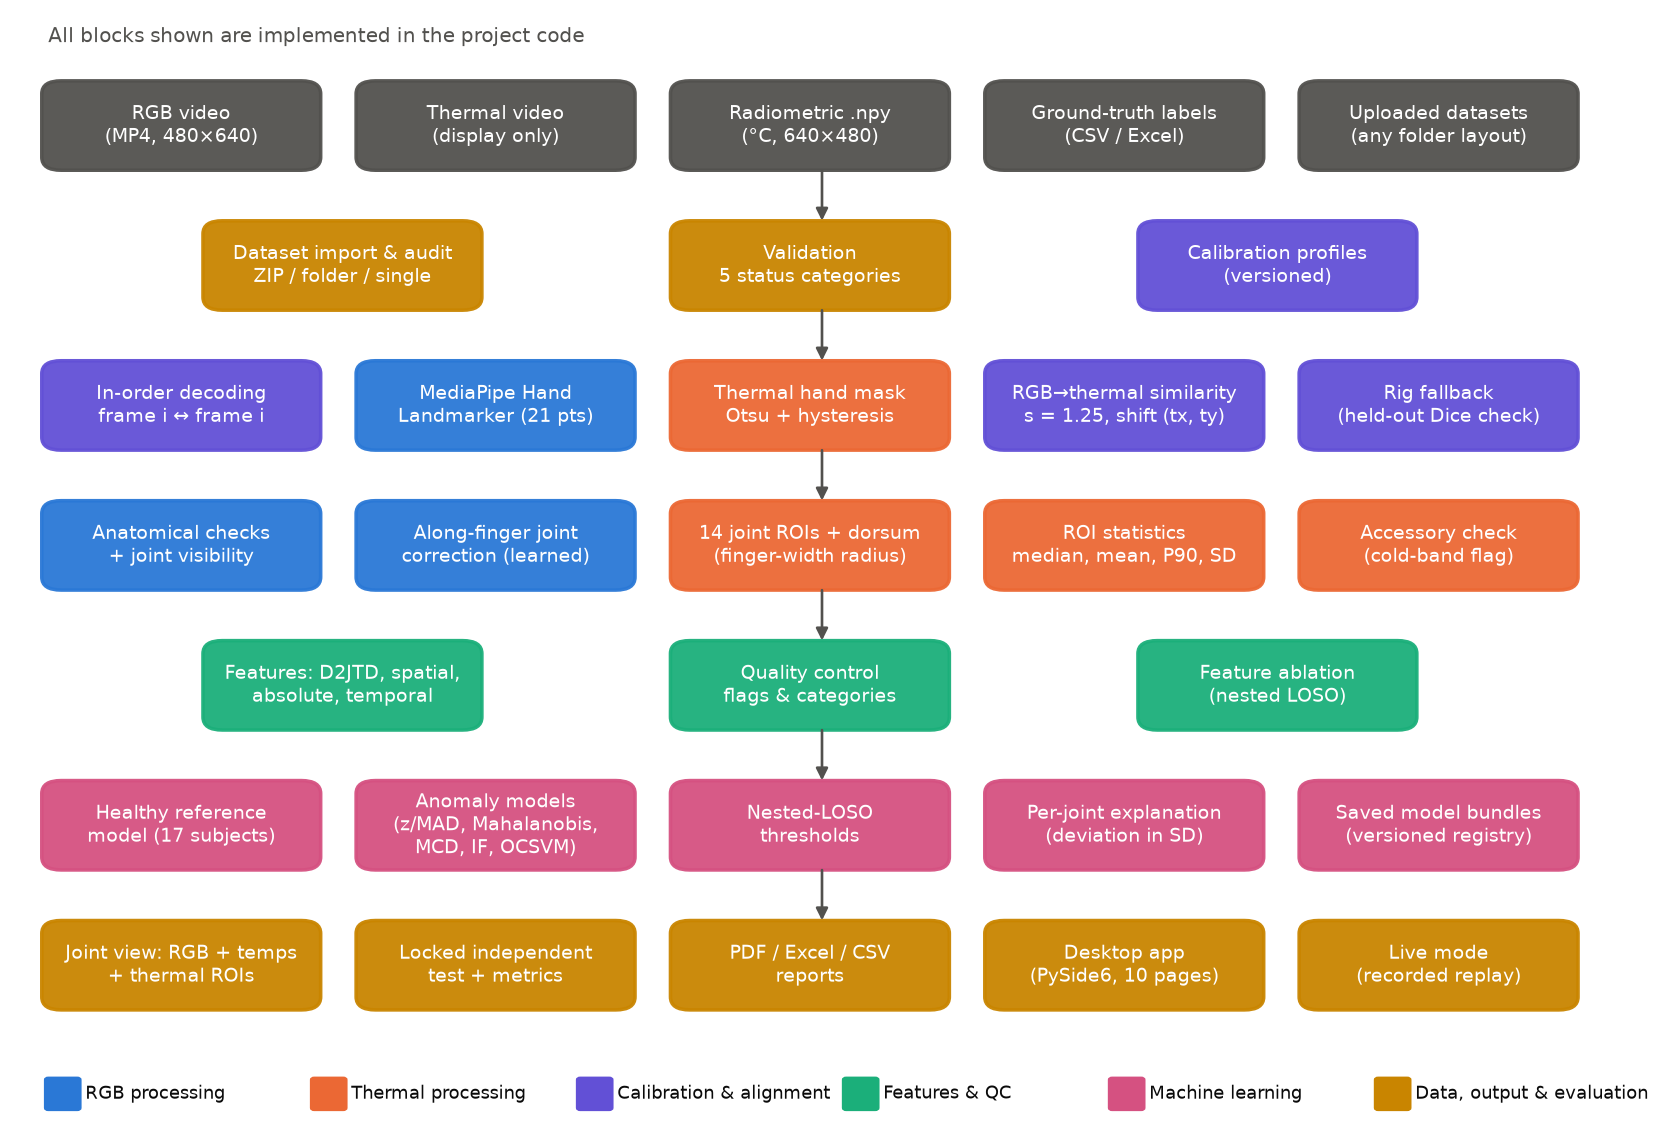 All blocks shown are implemented in the project code
RGB video
(MP4, 480×640)
Thermal video
(display only)
Radiometric .npy
(°C, 640×480)
Ground-truth labels
(CSV / Excel)
Uploaded datasets
(any folder layout)
Dataset import & audit
ZIP / folder / single
Validation
5 status categories
Calibration profiles
(versioned)
In-order decoding
frame i ↔ frame i
MediaPipe Hand
Landmarker (21 pts)
Thermal hand mask
Otsu + hysteresis
RGB→thermal similarity
s = 1.25, shift (tx, ty)
Rig fallback
(held-out Dice check)
Anatomical checks
+ joint visibility
Along-finger joint
correction (learned)
14 joint ROIs + dorsum
(finger-width radius)
ROI statistics
median, mean, P90, SD
Accessory check
(cold-band flag)
Features: D2JTD, spatial,
absolute, temporal
Quality control
flags & categories
Feature ablation
(nested LOSO)
Healthy reference
model (17 subjects)
Anomaly models
(z/MAD, Mahalanobis,
MCD, IF, OCSVM)
Nested-LOSO
thresholds
Per-joint explanation
(deviation in SD)
Saved model bundles
(versioned registry)
Joint view: RGB + temps
+ thermal ROIs
Locked independent
test + metrics
PDF / Excel / CSV
reports
Desktop app
(PySide6, 10 pages)
Live mode
(recorded replay)
RGB processing
Thermal processing
Calibration & alignment
Features & QC
Machine learning
Data, output & evaluation